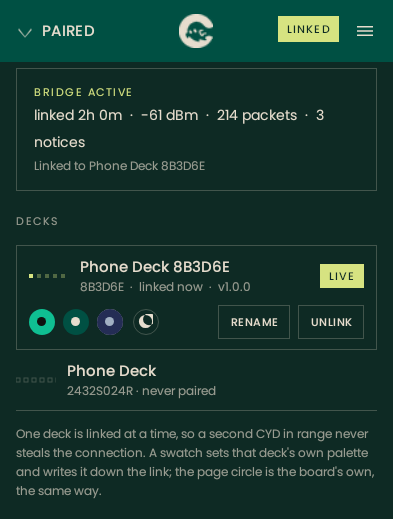 PAIRED
LINKED
BRIDGE ACTIVE
linked 2h 0m · -61 dBm · 214 packets · 3
notices
Linked to Phone Deck 8B3D6E
DECKS
Phone Deck 8B3D6E
8B3D6E · linked now · v1.0.0
LIVE
RENAME
UNLINK
Phone Deck
2432S024R · never paired
One deck is linked at a time, so a second CYD in range never
steals the connection. A swatch sets that deck's own palette
and writes it down the link; the page circle is the board's own,
the same way.